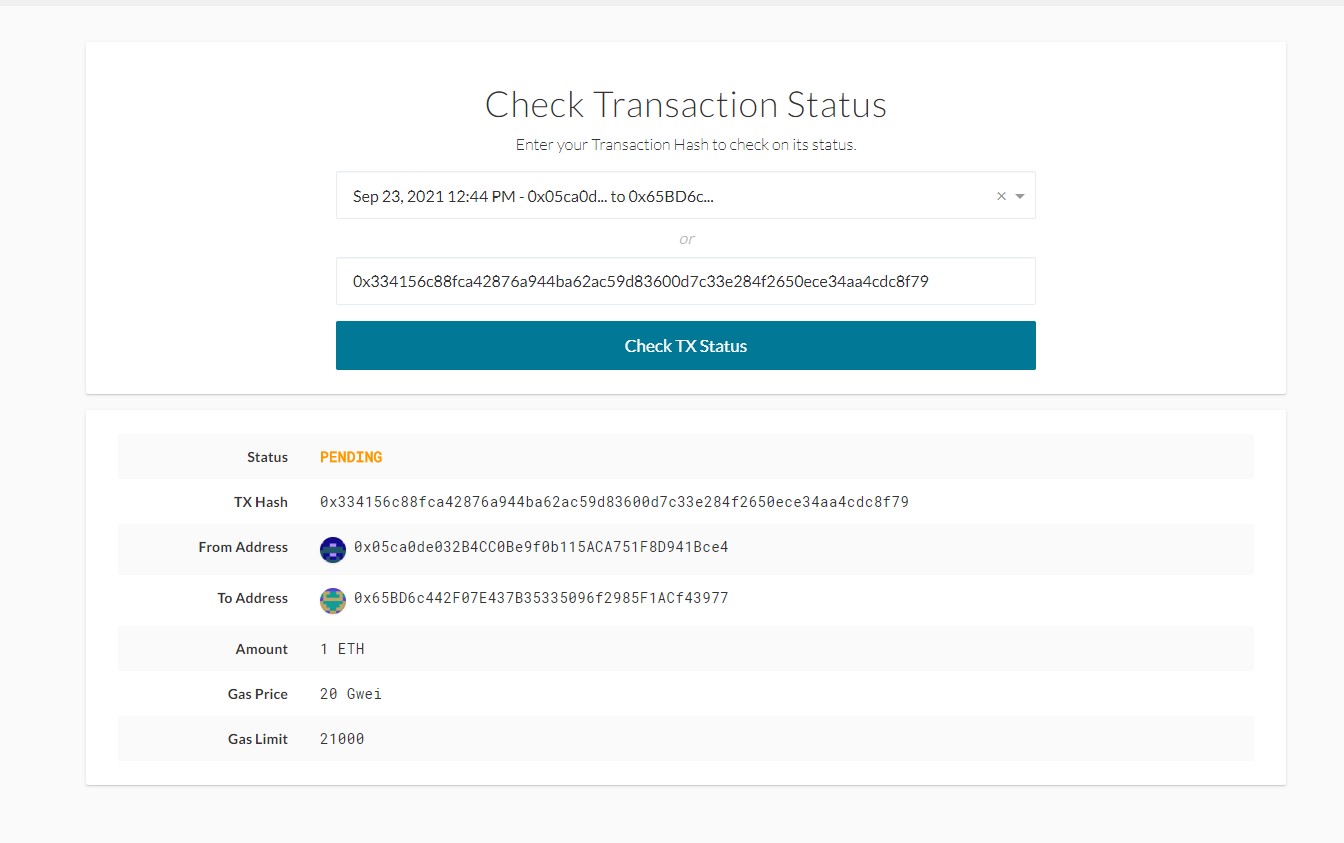 Check Transaction Status
Enter your Transaction Hash to check on its status.
Sep 23, 2021 12:44 PM - 0x05ca0d... to 0x65BD6c...
or
0x334156c88fca42876a944ba62ac59d83600d7c33e284f2650ece34aa4cdc8f79
Check TX Status
Status PENDING
TX Hash 0x334156c88fca42876a944ba62ac59d83600d7c33e284f2650ece34aa4cdc8f79
From Address 0x05ca0de032B4CC0Be9f0b115ACA751F8D941Bce4
To Address 0x65BD6c442F07E437B35335096f2985F1ACf43977
Amount 1 ETH
Gas Price 20 Gwei
Gas Limit 21000